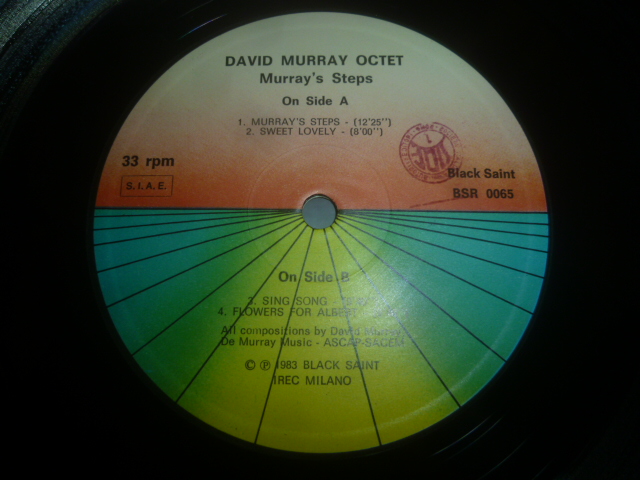 DAVID MURRAY OCTET
Murray's Steps
On Side A
1. MURRAY'S STEPS - (12'25")
2. SWEET LOVELY - (8'00")
33 rpm
S.I.A.E.
Black Saint
BSR 0065
On Side B
3. SING SONG -
4. FLOWERS FOR ALBERT
All compositions by David Murray
De Murray Music - ASCAP-SACEM
© ℗ 1983 BLACK SAINT
IREC MILANO